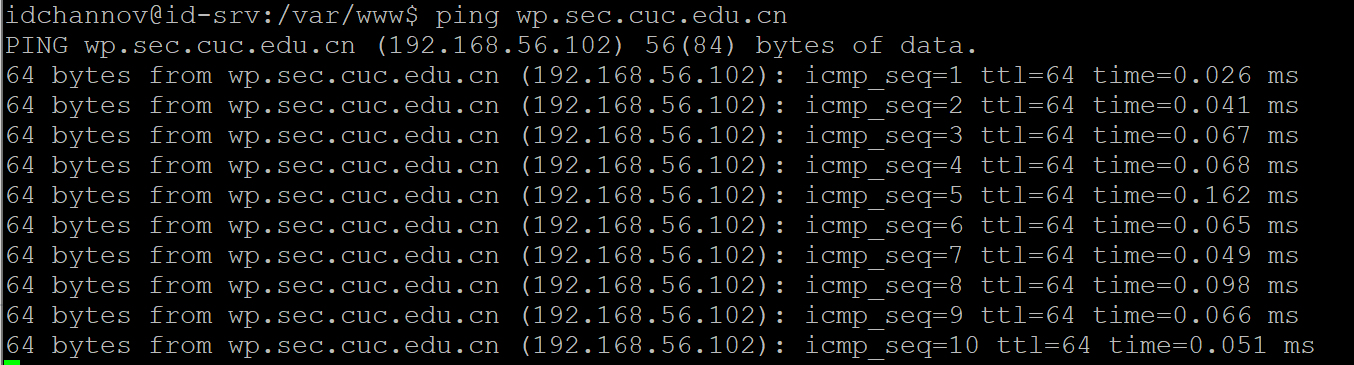 idchannov@id-srv:/var/www$ ping wp.sec.cuc.edu.cn
PING wp.sec.cuc.edu.cn (192.168.56.102) 56(84) bytes of data.
64 bytes from wp.sec.cuc.edu.cn (192.168.56.102): icmp_seq=1 ttl=64 time=0.026 ms
64 bytes from wp.sec.cuc.edu.cn (192.168.56.102): icmp_seq=2 ttl=64 time=0.041 ms
64 bytes from wp.sec.cuc.edu.cn (192.168.56.102): icmp_seq=3 ttl=64 time=0.067 ms
64 bytes from wp.sec.cuc.edu.cn (192.168.56.102): icmp_seq=4 ttl=64 time=0.068 ms
64 bytes from wp.sec.cuc.edu.cn (192.168.56.102): icmp_seq=5 ttl=64 time=0.162 ms
64 bytes from wp.sec.cuc.edu.cn (192.168.56.102): icmp_seq=6 ttl=64 time=0.065 ms
64 bytes from wp.sec.cuc.edu.cn (192.168.56.102): icmp_seq=7 ttl=64 time=0.049 ms
64 bytes from wp.sec.cuc.edu.cn (192.168.56.102): icmp_seq=8 ttl=64 time=0.098 ms
64 bytes from wp.sec.cuc.edu.cn (192.168.56.102): icmp_seq=9 ttl=64 time=0.066 ms
64 bytes from wp.sec.cuc.edu.cn (192.168.56.102): icmp_seq=10 ttl=64 time=0.051 ms